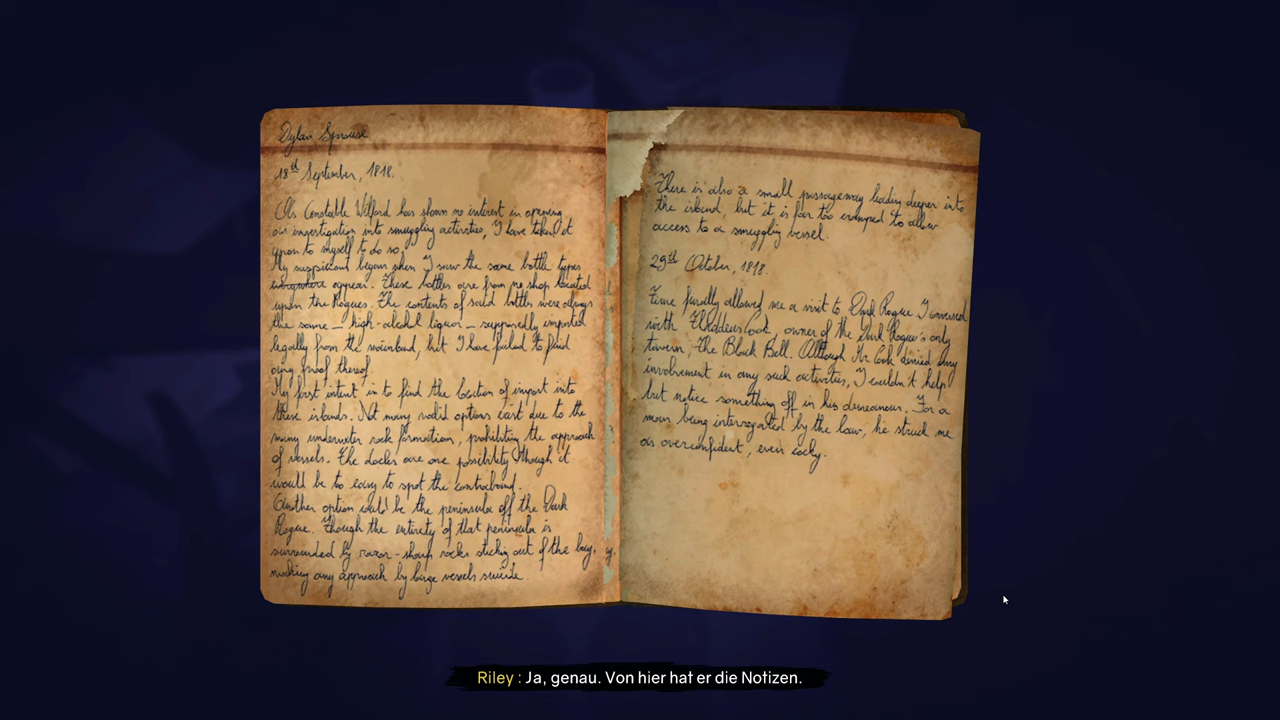 Dylan Sprouse
18th September, 1818.
As Constable Wilford has shown no interest in opening
an investigation into smuggling activities, I have taken it
upon to myself to do so.
My suspicions began when I saw the same bottle types
everywhere appear. These bottles are from no shop located
upon the Rogues. The contents of said bottles were always
the same – high-alcohol liquor – supposedly imported
legally from the mainland, but I have failed to find
any proof thereof.
My first intent is to find the location of import into
these islands. Not many valid options exist due to the
many underwater rock formations, prohibiting the approach
of vessels. The docks are one possibility though it
would be to easy to spot the contraband.
Another option could be the peninsula off the Dark
Rogue. Though the entirety of that peninsula is
surrounded by razor-sharp rocks sticking out of the bay,
making any approach by large vessels suicide.
There is also a small passageway leading deeper into
the island, but it is far too cramped to allow
access to a smuggling vessel.
29th October, 1818.
Time finally allowed me a visit to Dark Rogue. I conversed
with Thaddeus Cook, owner of the Dark Rogue's only
tavern, The Black Bell. Although Mr Cook denied any
involvement in any such activities, I couldn't help
but notice something off in his demeanour. For a
man being interrogated by the law, he struck me
as overconfident, even cocky.
Riley : Ja, genau. Von hier hat er die Notizen.